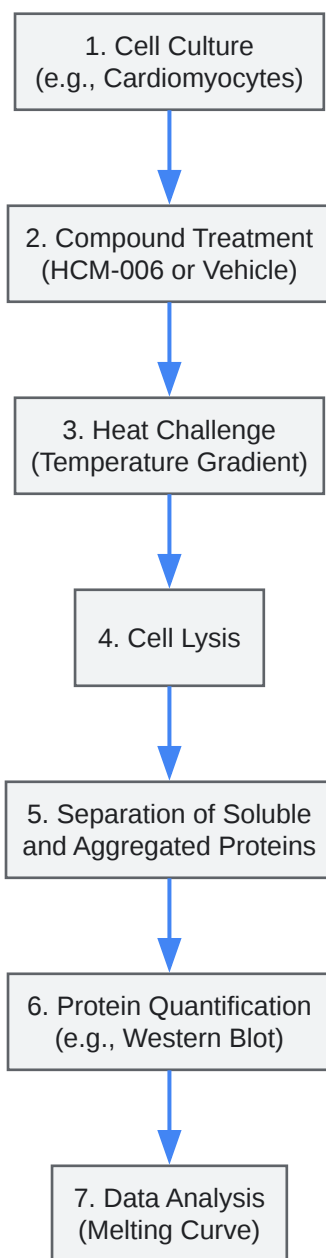 1. Cell Culture
(e.g., Cardiomyocytes)
2. Compound Treatment
(HCM-006 or Vehicle)
3. Heat Challenge
(Temperature Gradient)
4. Cell Lysis
5. Separation of Soluble
and Aggregated Proteins
6. Protein Quantification
(e.g., Western Blot)
7. Data Analysis
(Melting Curve)